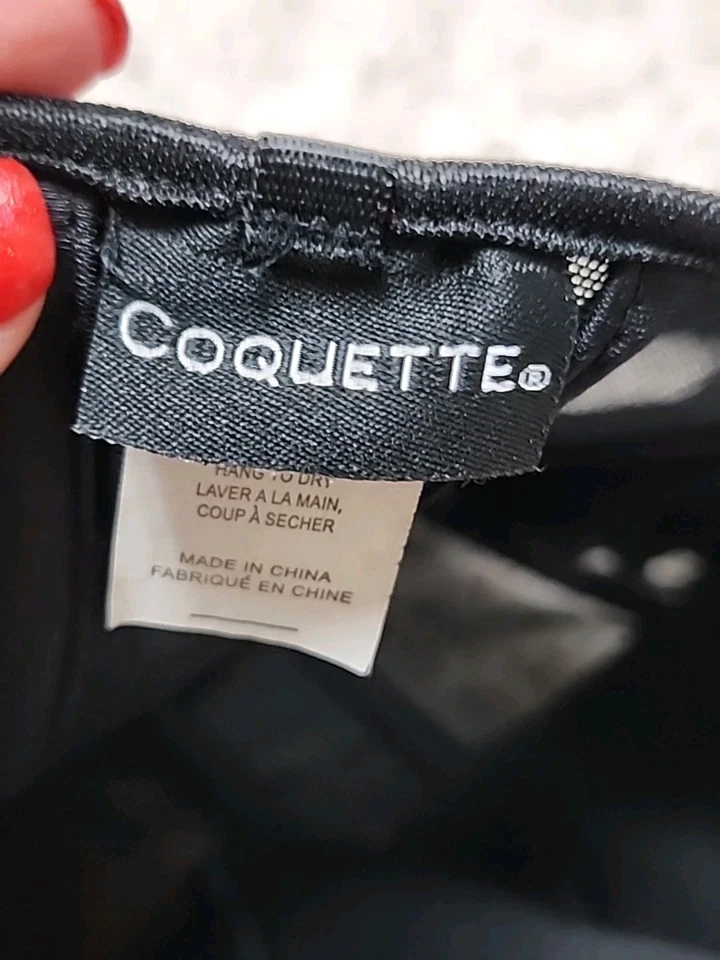 COQUETTE®
HANG TO DRY
LAVER A LA MAIN,
COUP À SECHER
MADE IN CHINA
FABRIQUÉ EN CHINE